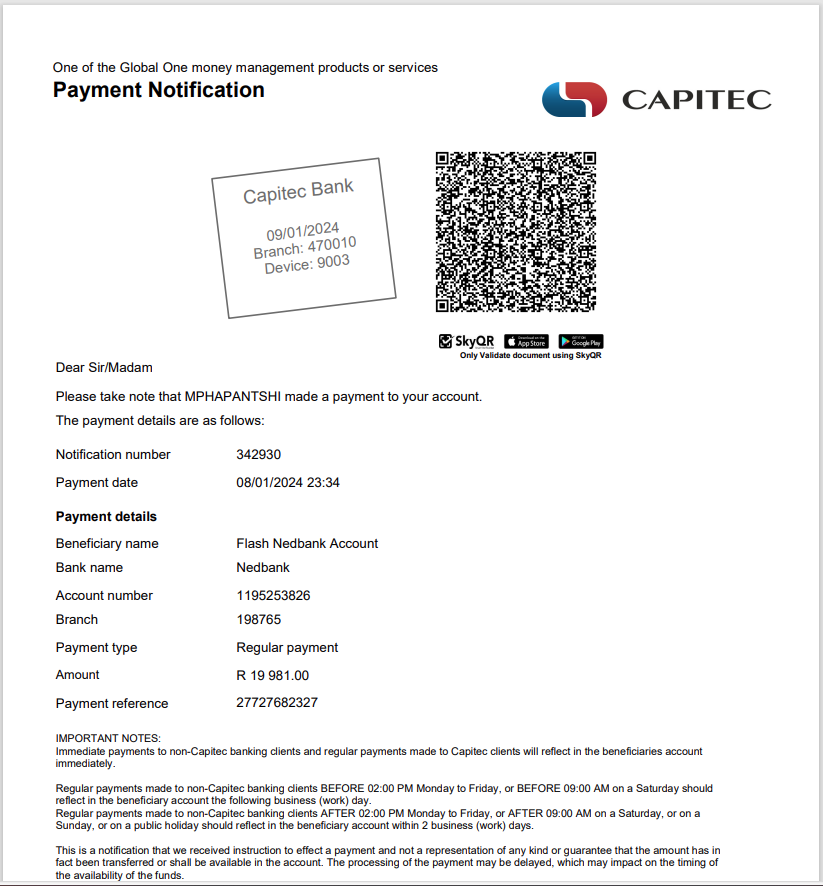 One of the Global One money management products or services
Payment Notification
CAPITEC
Capitec Bank
09/01/2024
Branch: 470010
Device: 9003
SkyQR
Download on the App Store
GET IT ON Google Play
Only Validate document using SkyQR
Dear Sir/Madam
Please take note that MPHAPANTSHI made a payment to your account.
The payment details are as follows:
Notification number 342930
Payment date 08/01/2024 23:34
Payment details
Beneficiary name Flash Nedbank Account
Bank name Nedbank
Account number 1195253826
Branch 198765
Payment type Regular payment
Amount R 19 981.00
Payment reference 27727682327
IMPORTANT NOTES:
Immediate payments to non-Capitec banking clients and regular payments made to Capitec clients will reflect in the beneficiaries account
immediately.
Regular payments made to non-Capitec banking clients BEFORE 02:00 PM Monday to Friday, or BEFORE 09:00 AM on a Saturday should
reflect in the beneficiary account the following business (work) day.
Regular payments made to non-Capitec banking clients AFTER 02:00 PM Monday to Friday, or AFTER 09:00 AM on a Saturday, or on a
Sunday, or on a public holiday should reflect in the beneficiary account within 2 business (work) days.
This is a notification that we received instruction to effect a payment and not a representation of any kind or guarantee that the amount has in
fact been transferred or shall be available in the account. The processing of the payment may be delayed, which may impact on the timing of
the availability of the funds.